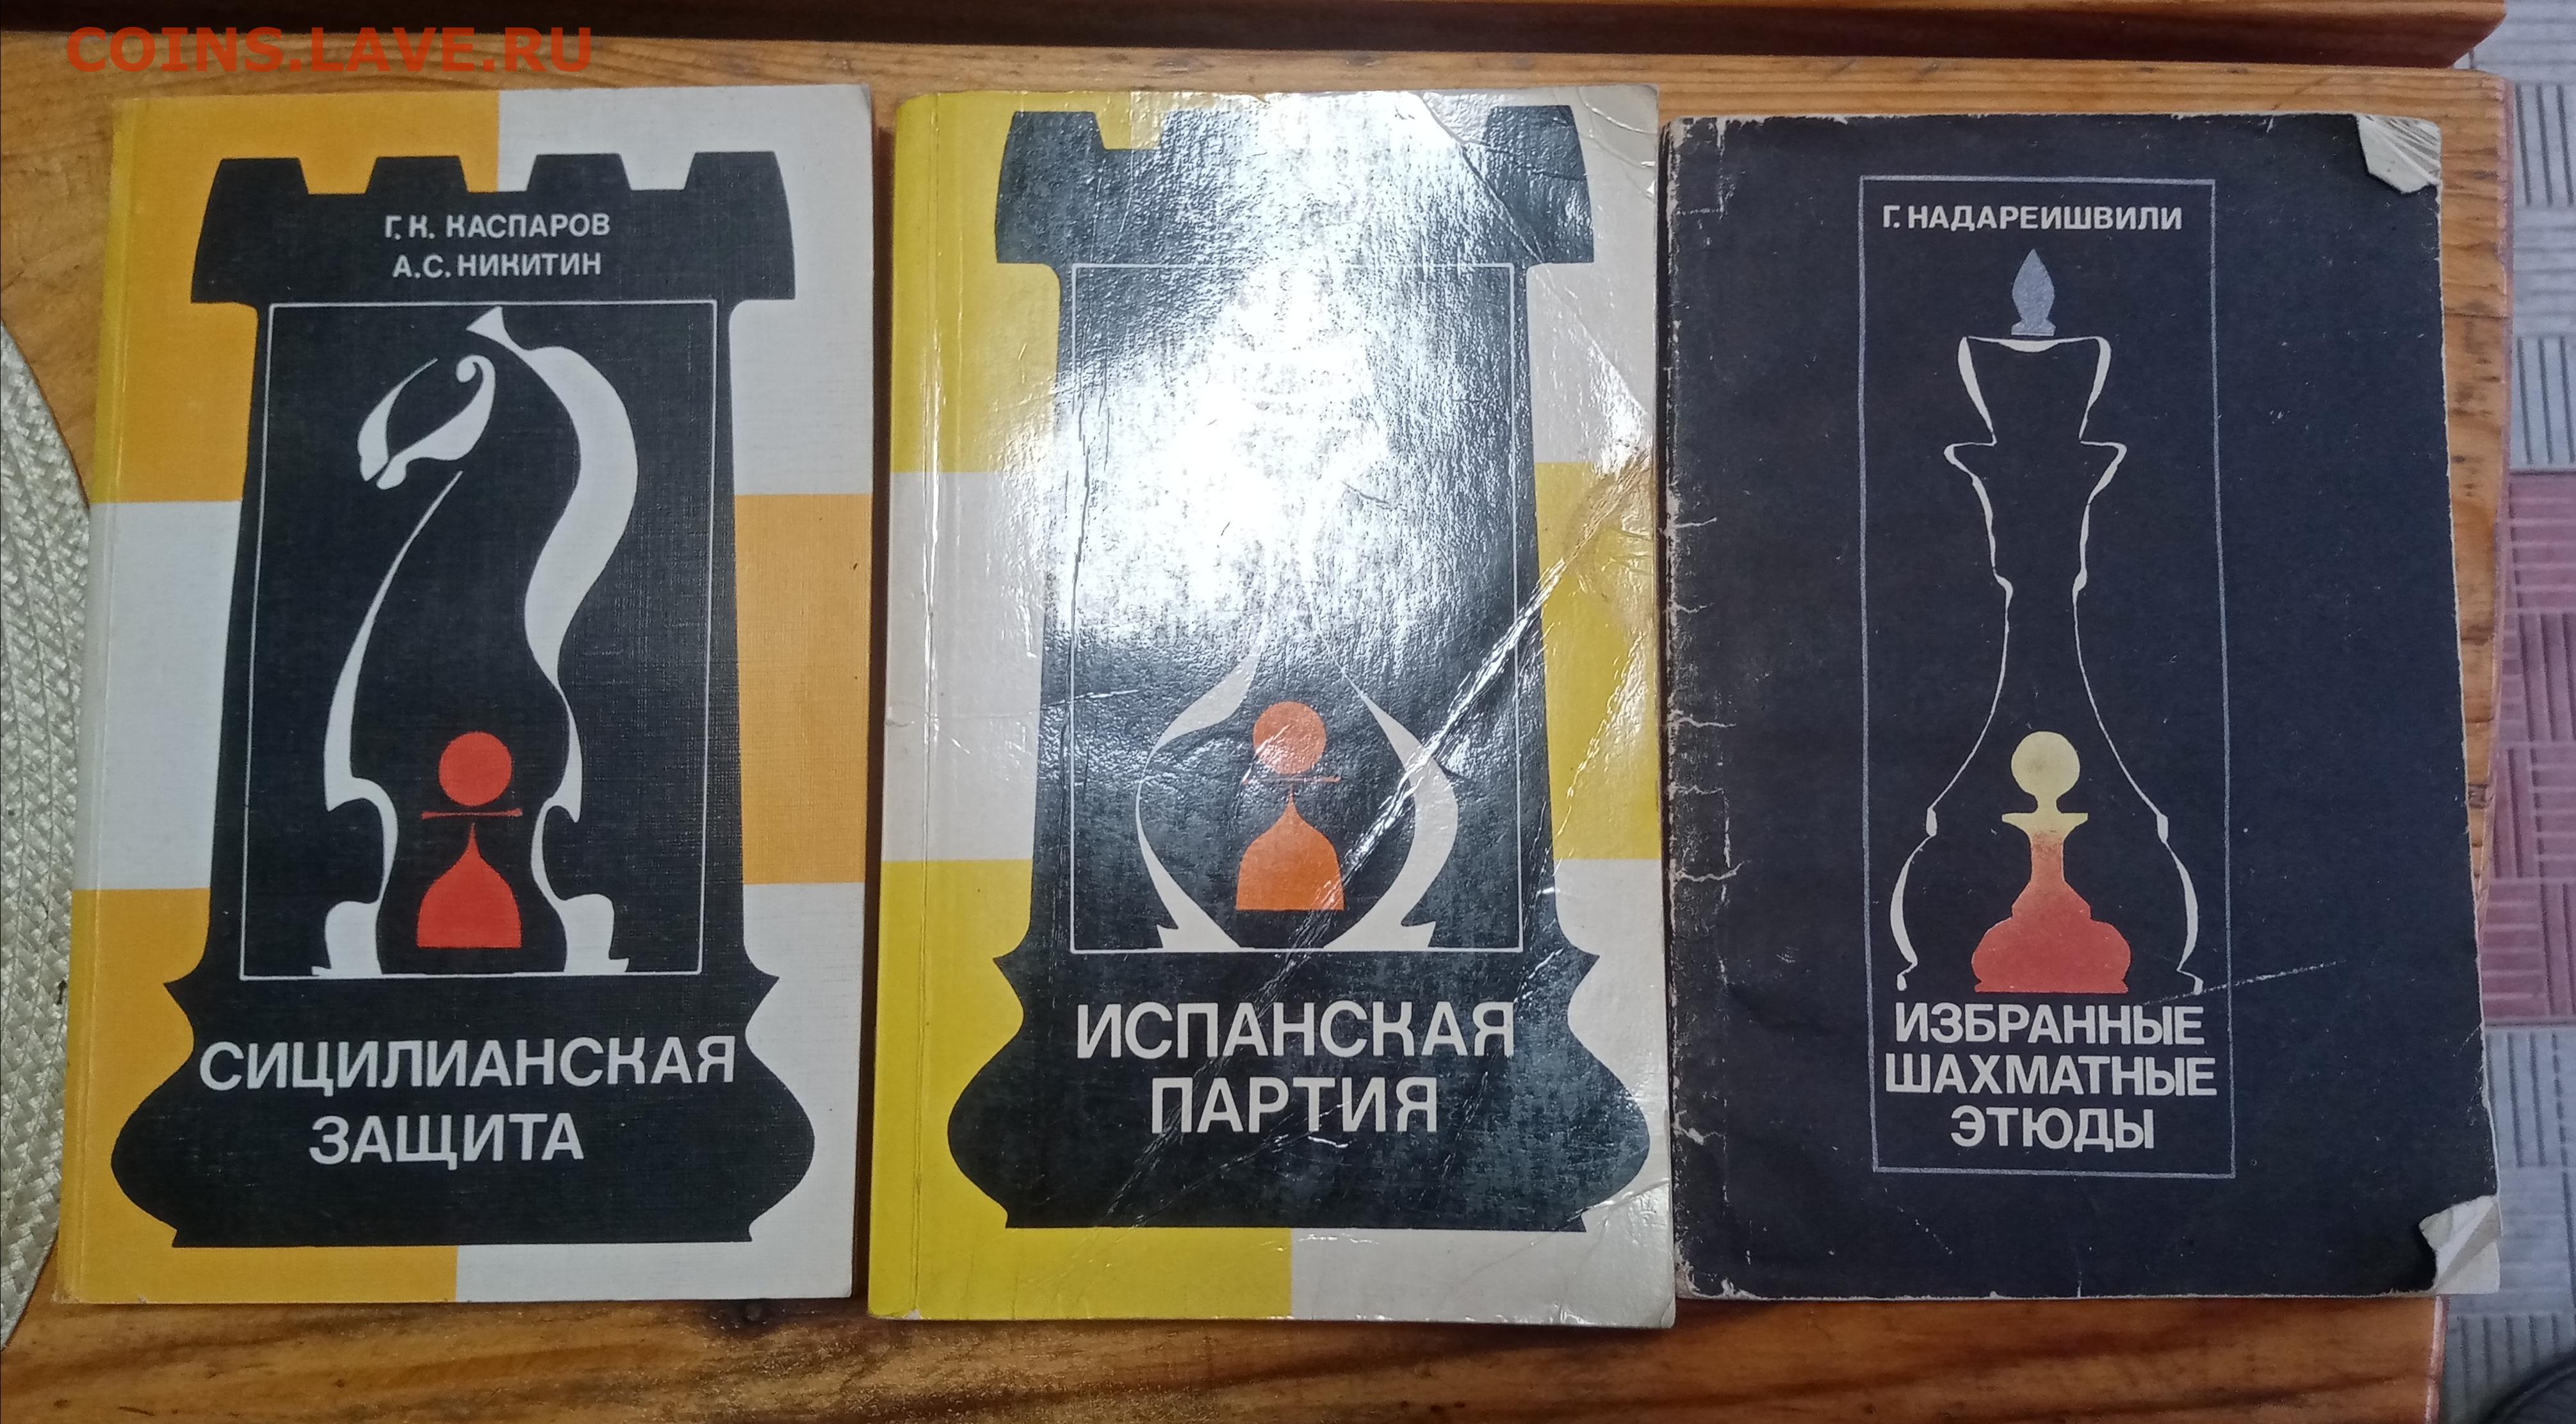 COINS.LAVE.RU
Г. К. КАСПАРОВ
А. С. НИКИТИН
СИЦИЛИАНСКАЯ
ЗАЩИТА
ИСПАНСКАЯ
ПАРТИЯ
Г. НАДАРЕИШВИЛИ
ИЗБРАННЫЕ
ШАХМАТНЫЕ
ЭТЮДЫ